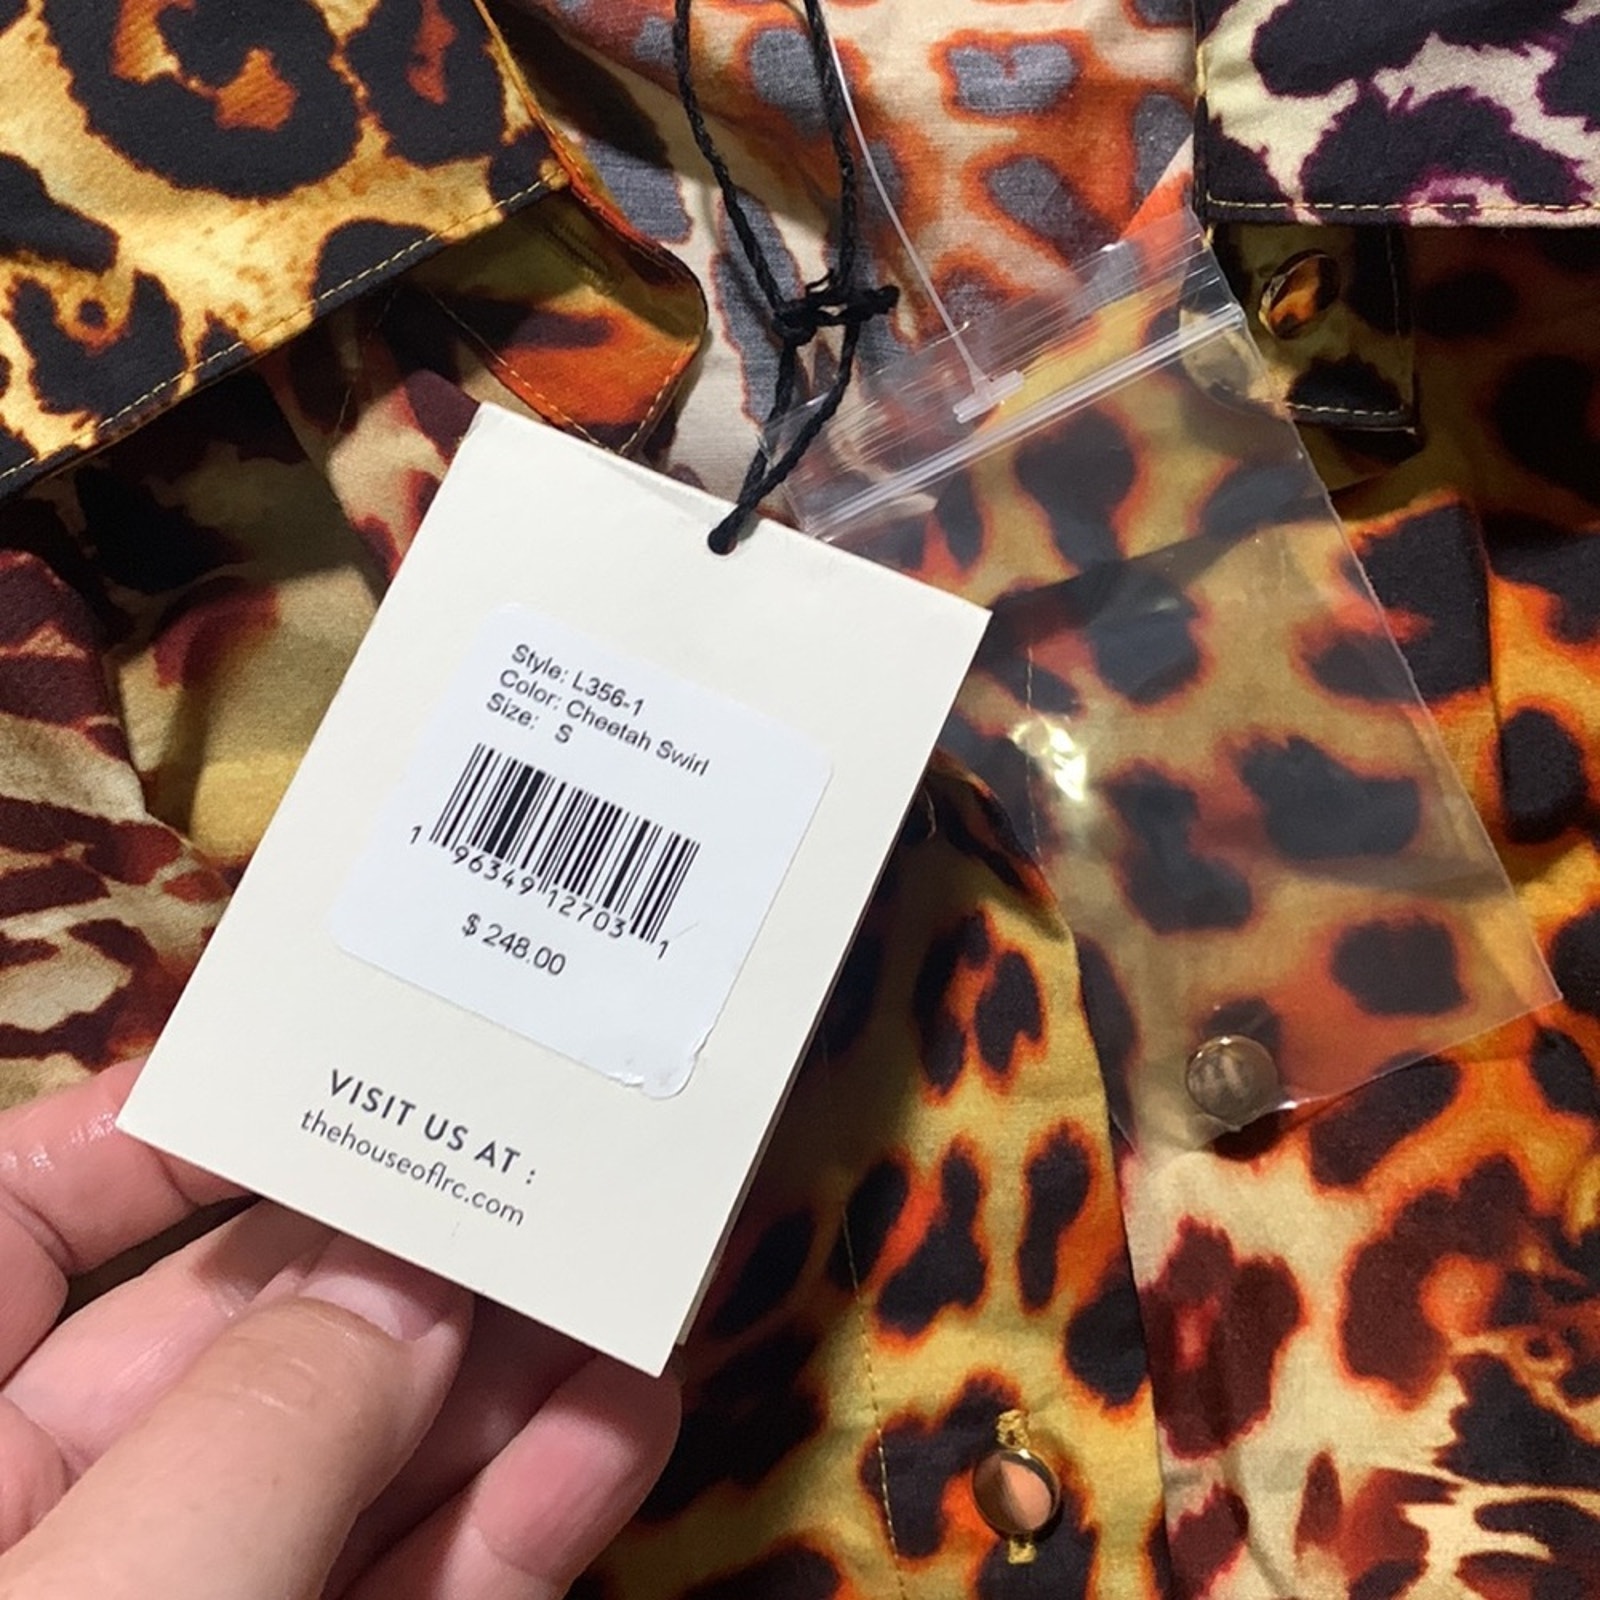 Style: L356-1
Color: Cheetah Swirl
Size: S
1 96349 12703 1
$ 248.00
VISIT US AT :
thehouseoflrc.com